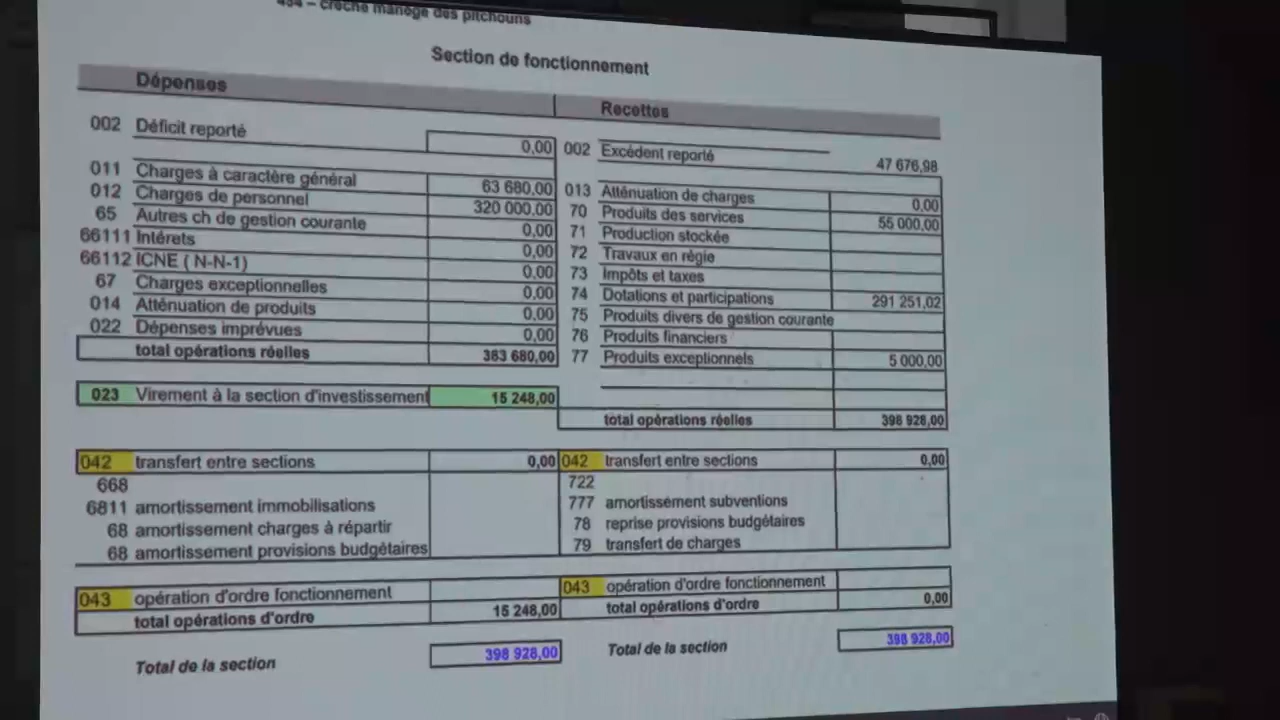 454 – crèche manège des pitchouns
Section de fonctionnement
Dépenses
Recettes
002 Déficit reporté 0,00
002 Excédent reporté 47 676,98
011 Charges à caractère général 63 680,00
012 Charges de personnel 320 000,00
65 Autres ch de gestion courante 0,00
66111 Intérets 0,00
66112 ICNE ( N-N-1) 0,00
67 Charges exceptionnelles 0,00
014 Atténuation de produits 0,00
022 Dépenses imprévues 0,00
total opérations réelles 383 680,00
013 Atténuation de charges 0,00
70 Produits des services 55 000,00
71 Production stockée
72 Travaux en régie
73 Impôts et taxes
74 Dotations et participations 291 251,02
75 Produits divers de gestion courante
76 Produits financiers
77 Produits exceptionnels 5 000,00
023 Virement à la section d'investissement 15 248,00
total opérations réelles 398 928,00
042 transfert entre sections 0,00
668
6811 amortissement immobilisations
68 amortissement charges à répartir
68 amortissement provisions budgétaires
042 transfert entre sections 0,00
722
777 amortissement subventions
78 reprise provisions budgétaires
79 transfert de charges
043 opération d'ordre fonctionnement
total opérations d'ordre 15 248,00
043 opération d'ordre fonctionnement
total opérations d'ordre 0,00
Total de la section 398 928,00
Total de la section 398 928,00